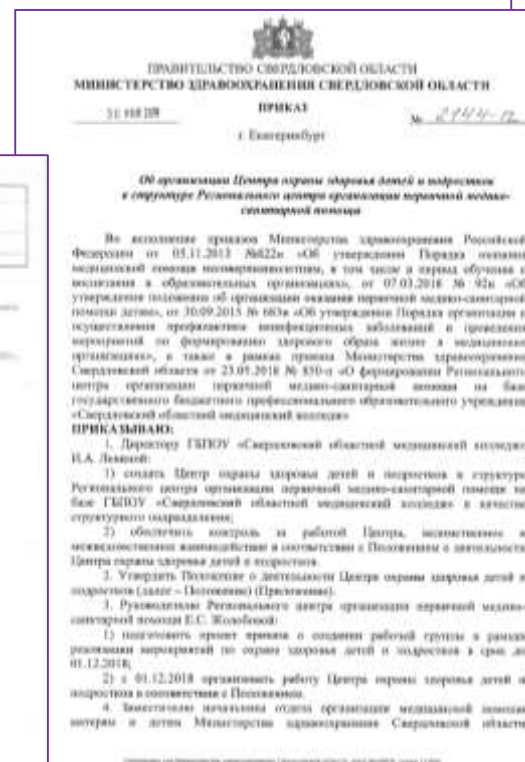 ПРАВИТЕЛЬСТВО СВЕРДЛОВСКОЙ ОБЛАСТИ
МИНИСТЕРСТВО ЗДРАВООХРАНЕНИЯ СВЕРДЛОВСКОЙ ОБЛАСТИ
ПРИКАЗ
№
г. Екатеринбург
Об организации Центра охраны здоровья детей и подростков
в структуре Регионального центра организации первичной медико-
санитарной помощи
Во исполнение приказов Министерства здравоохранения Российской
Федерации от 05.11.2013 №822н «Об утверждении Порядка оказания
медицинской помощи несовершеннолетним, в том числе в период обучения и
воспитания в образовательных организациях», от 07.03.2018 № 92н «Об
утверждении положения об организации оказания первичной медико-санитарной
помощи детям», от 30.09.2015 № 683н «Об утверждении Порядка организации и
осуществления профилактики неинфекционных заболеваний и проведения
мероприятий по формированию здорового образа жизни в медицинских
организациях», а также в рамках приказа Министерства здравоохранения
Свердловской области от 23.05.2018 № 850-п «О формировании Регионального
центра организации первичной медико-санитарной помощи на базе
государственного бюджетного профессионального образовательного учреждения
«Свердловский областной медицинский колледж»
ПРИКАЗЫВАЮ:
1. Директору ГБПОУ «Свердловский областной медицинский колледж»
И.А. Левиной:
1) создать Центр охраны здоровья детей и подростков в структуре
Регионального центра организации первичной медико-санитарной помощи на
базе ГБПОУ «Свердловский областной медицинский колледж» в качестве
структурного подразделения;
2) обеспечить контроль за работой Центра, ведомственное и
межведомственное взаимодействие в соответствии с Положением о деятельности
Центра охраны здоровья детей и подростков.
2. Утвердить Положение о деятельности Центра охраны здоровья детей и
подростков (далее – Положение) (Приложение).
3. Руководителю Регионального центра организации первичной медико-
санитарной помощи Е.С. Жолобовой:
1) подготовить проект приказа о создании рабочей группы в рамках
реализации мероприятий по охране здоровья детей и подростков в срок до
01.12.2018;
2) с 01.12.2018 организовать работу Центра охраны здоровья детей и
подростков в соответствии с Положением.
4. Заместителю начальника отдела организации медицинской помощи
матерям и детям Министерства здравоохранения Свердловской области